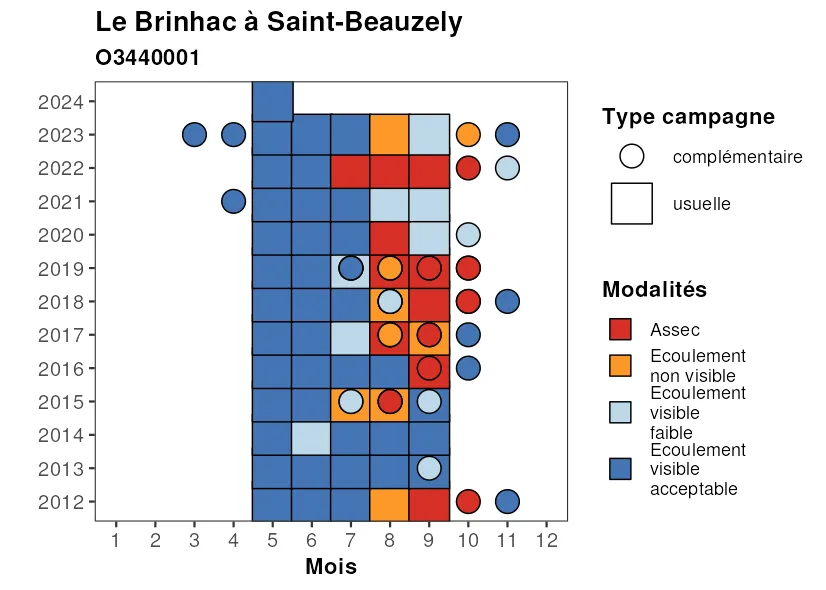 Le Brinhac à Saint-Beauzely
O3440001
2024
2023
2022
2021
2020
2019
2018
2017
2016
2015
2014
2013
2012
1 2 3 4 5 6 7 8 9 10 11 12
Mois
Type campagne
complémentaire
usuelle
Modalités
Assec
Ecoulement
non visible
Ecoulement
visible
faible
Ecoulement
visible
acceptable